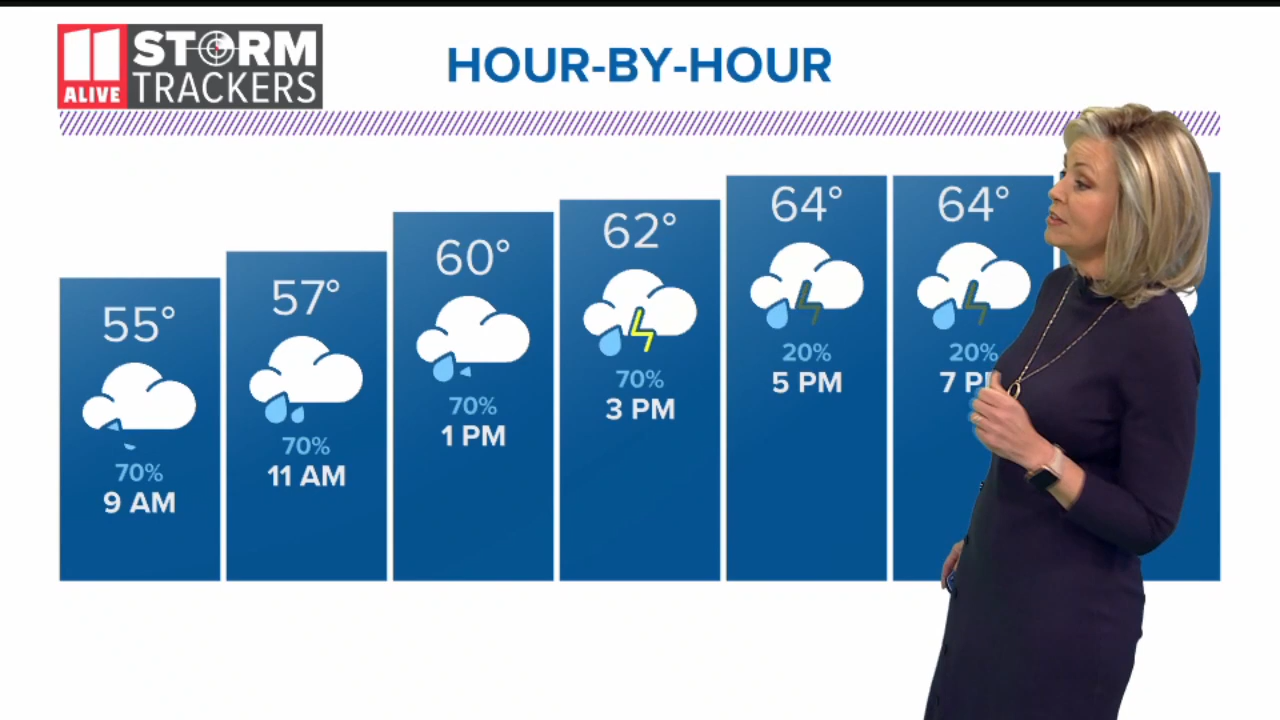 11
ALIVE
STORM
TRACKERS
HOUR-BY-HOUR
55°
70%
9 AM
57°
70%
11 AM
60°
70%
1 PM
62°
70%
3 PM
64°
20%
5 PM
64°
20%
7 P